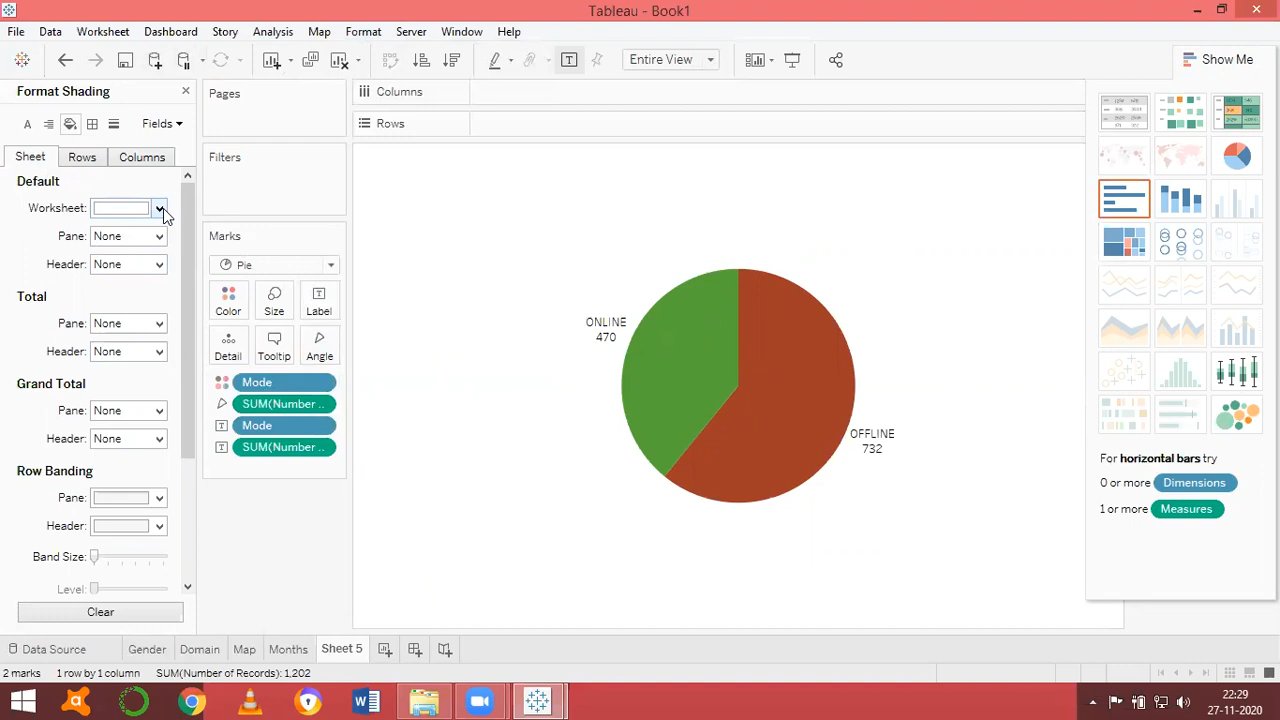 Tableau - Book1
File Data Worksheet Dashboard Story Analysis Map Format Server Window Help
Entire View
Show Me
Format Shading
Fields
Sheet Rows Columns
Default
Worksheet:
Pane: None
Header: None
Total
Pane: None
Header: None
Grand Total
Pane: None
Header: None
Row Banding
Pane:
Header:
Band Size:
Level:
Clear
Pages
Filters
Marks
Pie
Color Size Label
Detail Tooltip Angle
Mode
SUM(Number ..
Mode
SUM(Number ..
Columns
Rows
ONLINE
470
OFFLINE
732
For horizontal bars try
0 or more Dimensions
1 or more Measures
Data Source Gender Domain Map Months Sheet 5
2 marks 1 row by 1 column SUM(Number of Records): 1,202
22:29
27-11-2020